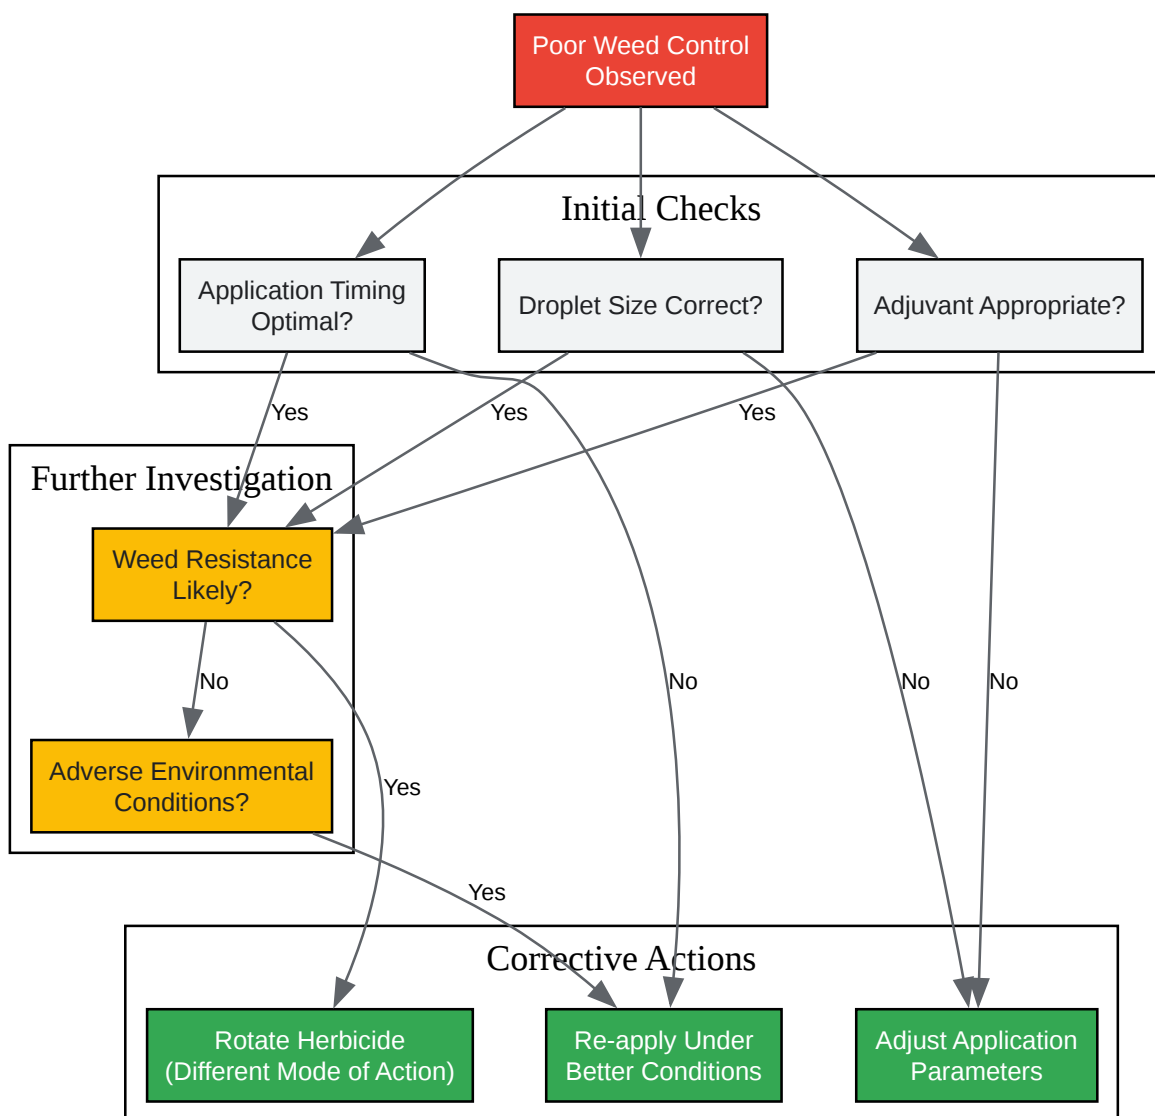 Poor Weed Control
Observed
Initial Checks
Application Timing
Optimal?
Droplet Size Correct?
Adjuvant Appropriate?
Yes
Yes
Yes
Further Investigation
Weed Resistance
Likely?
No
No
No
No
Adverse Environmental
Conditions?
Yes
Yes
Corrective Actions
Rotate Herbicide
(Different Mode of Action)
Re-apply Under
Better Conditions
Adjust Application
Parameters